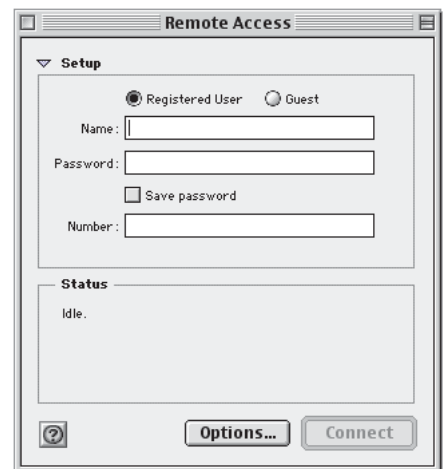 Remote Access
Setup
Registered User Guest
Name:
Password:
Save password
Number:
Status
Idle.
? Options... Connect